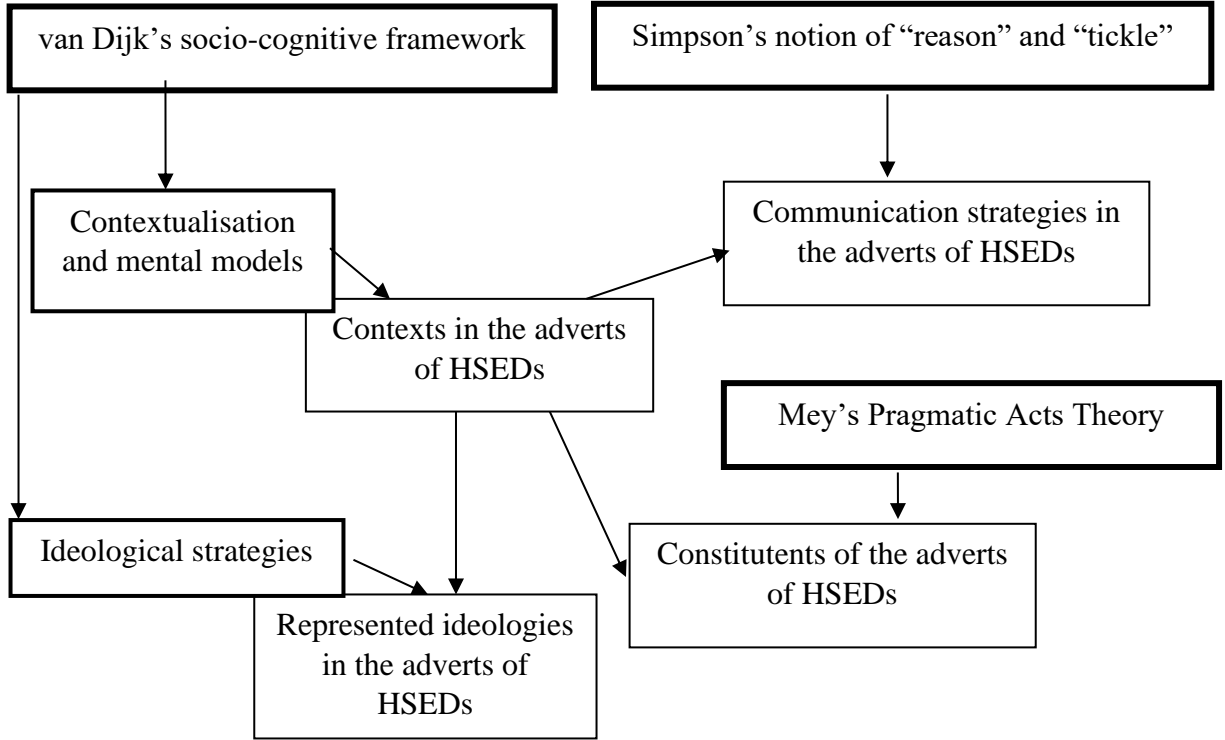 van Dijk’s socio-cognitive framework
Simpson’s notion of “reason” and “tickle”
Contextualisation
and mental models
Communication strategies in
the adverts of HSEDs
Contexts in the adverts
of HSEDs
Mey’s Pragmatic Acts Theory
Ideological strategies
Constitutents of the adverts
of HSEDs
Represented ideologies
in the adverts of
HSEDs